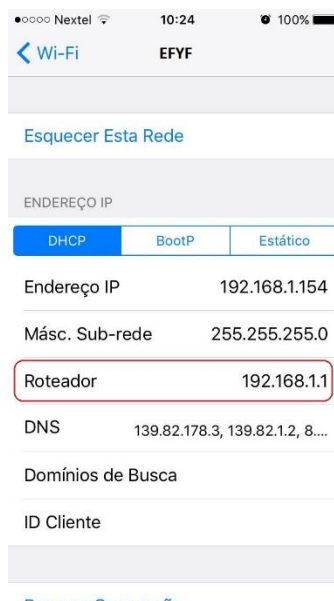 Nextel 10:24 100%
Wi-Fi EFYF
Esquecer Esta Rede
ENDEREÇO IP
DHCP BootP Estático
Endereço IP 192.168.1.154
Másc. Sub-rede 255.255.255.0
Roteador 192.168.1.1
DNS 139.82.178.3, 139.82.1.2, 8....
Domínios de Busca
ID Cliente